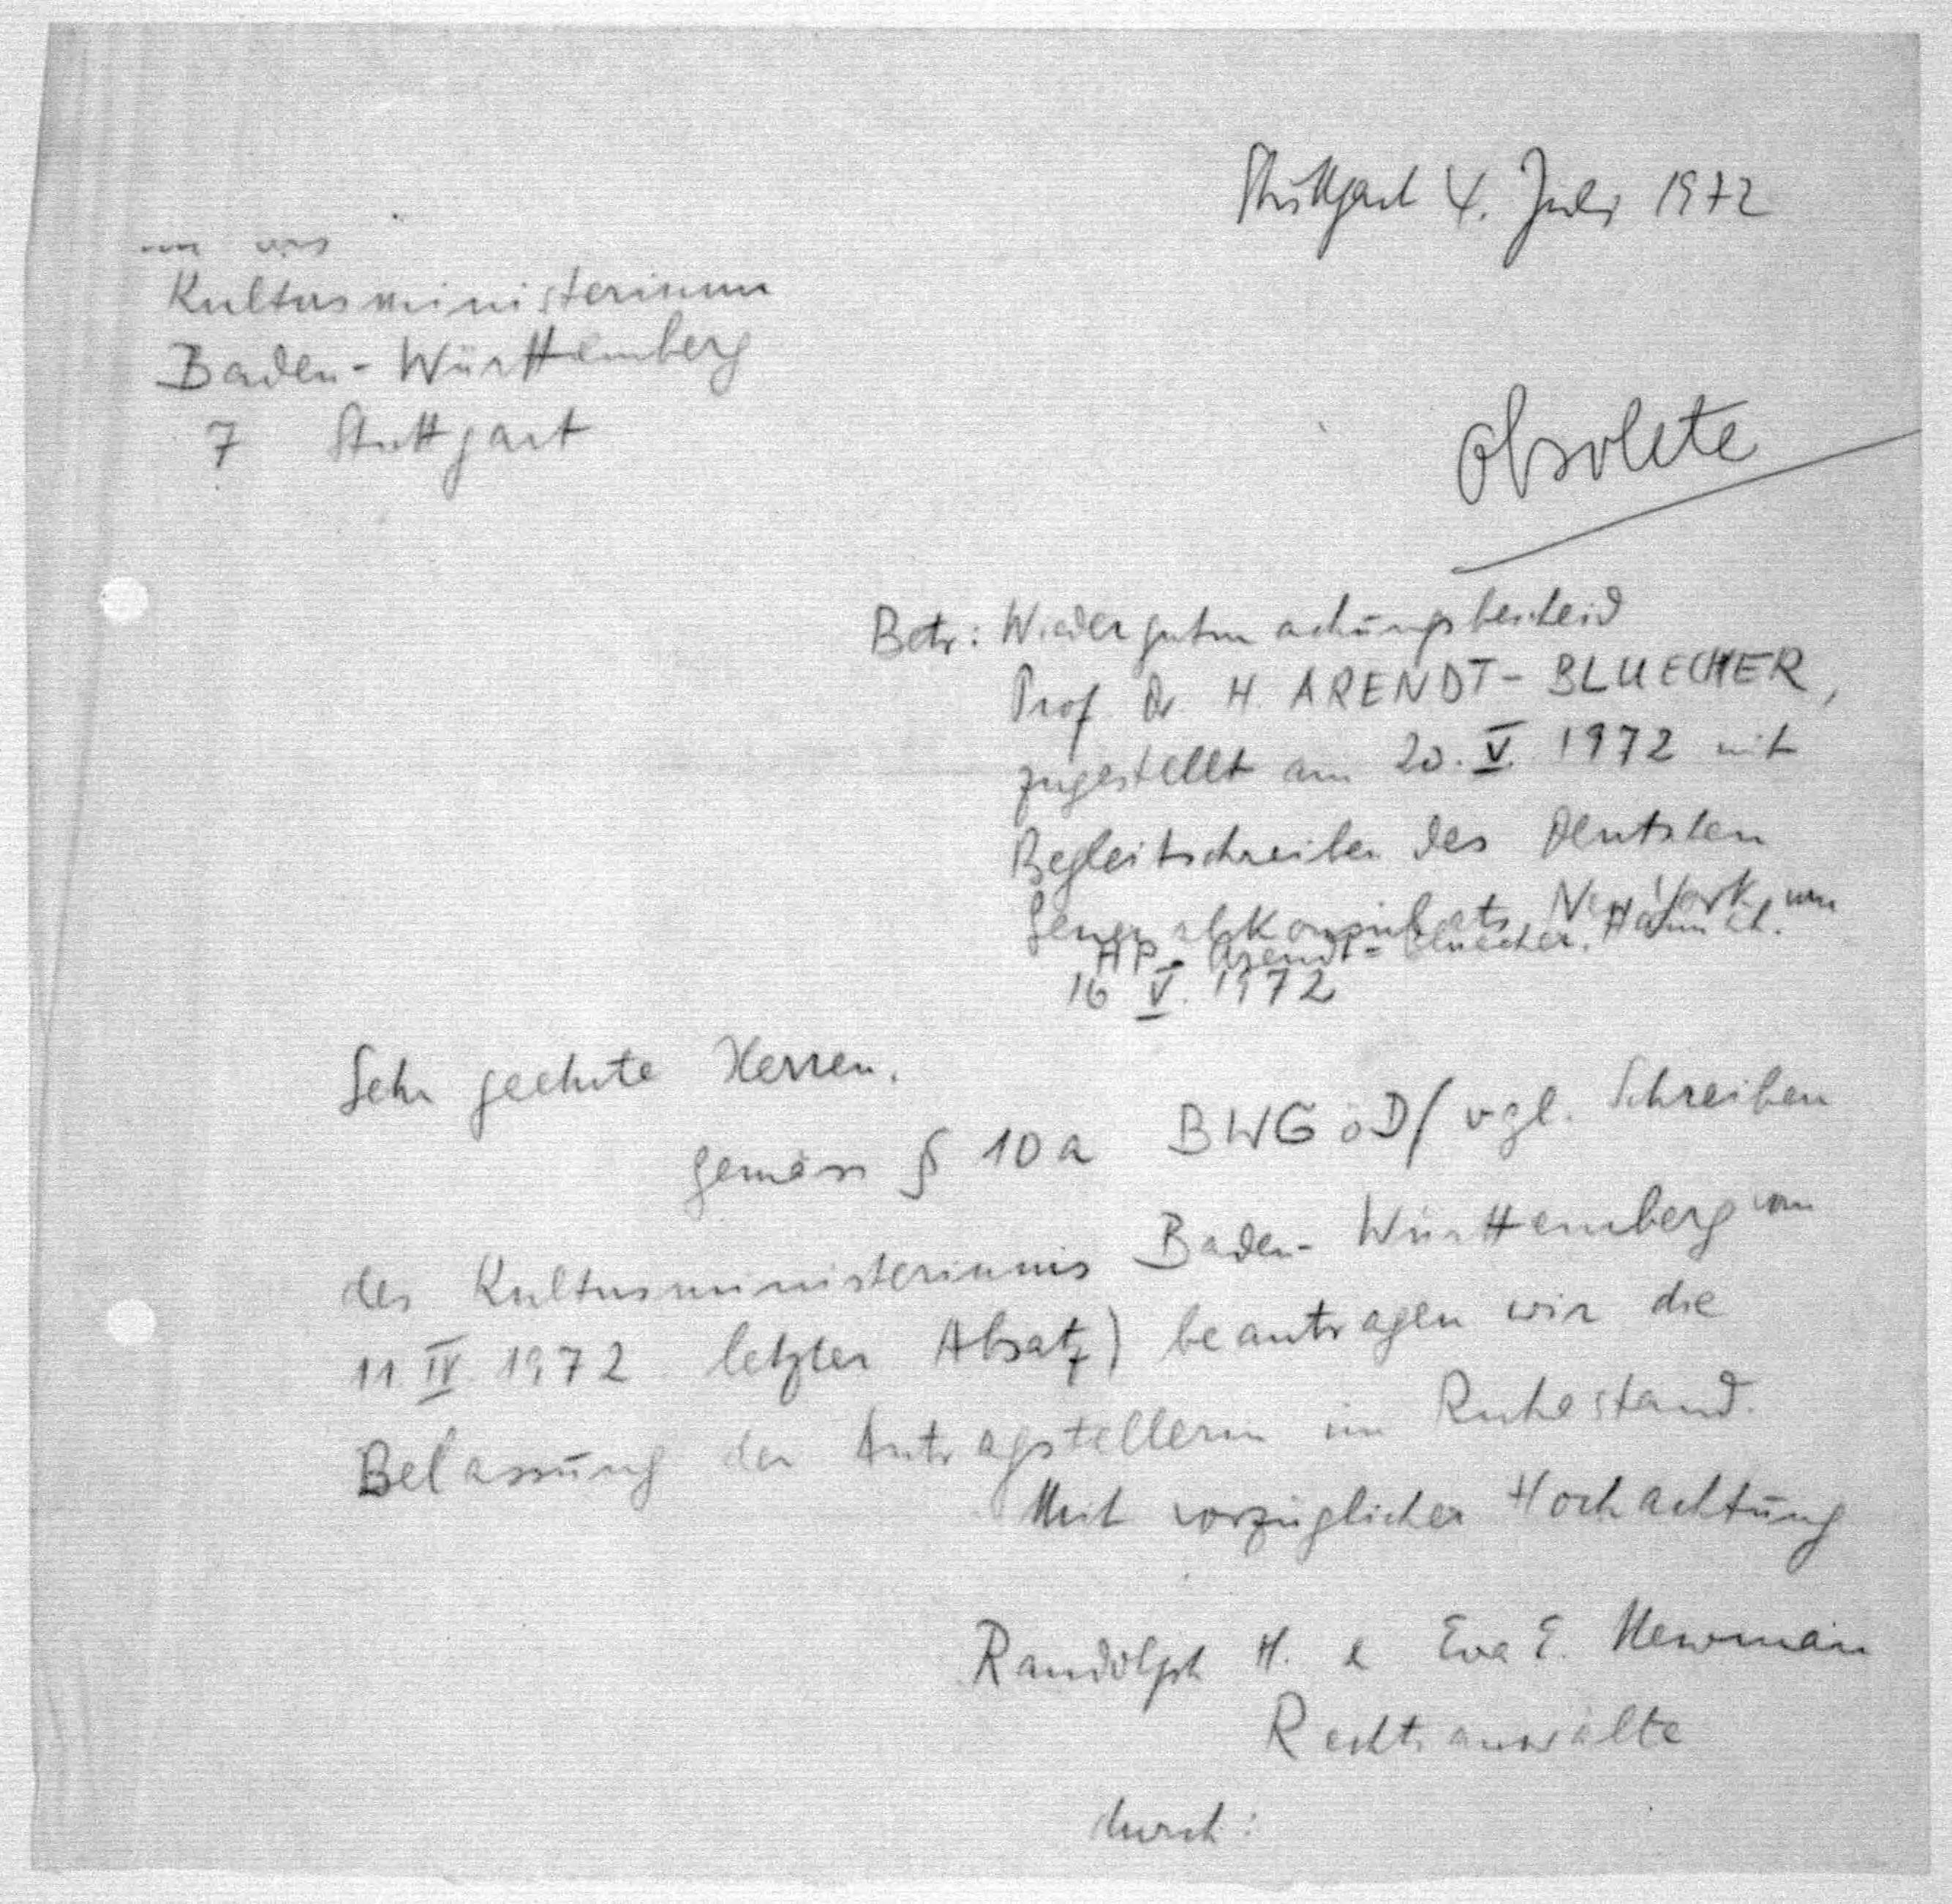 Stuttgart 4. Juli 1972
an das
Kultusministerium
Baden-Württemberg
7 Stuttgart
obsolete
Betr: Wiedergutmachungsbescheid
Prof Dr H. ARENDT-BLUECHER,
zugestellt am 20. V. 1972 mit
Begleitschreiben des Deutschen
Generalkonsulats New York vom
HP- Arendt-Bluecher, Hannah.
16 V. 1972
Sehr geehrte Herren.
gemäss § 10a BWGöD/ vgl. Schreiben
des Kultusministeriums Baden-Württemberg vom
11 IV. 1972 letzter Absatz) beantragen wir die
Belassung der Antragstellerin im Ruhestand.
Mit vorzüglicher Hochachtung
Randolph H. & Eva E. Newman
Rechtsanwälte
durch: